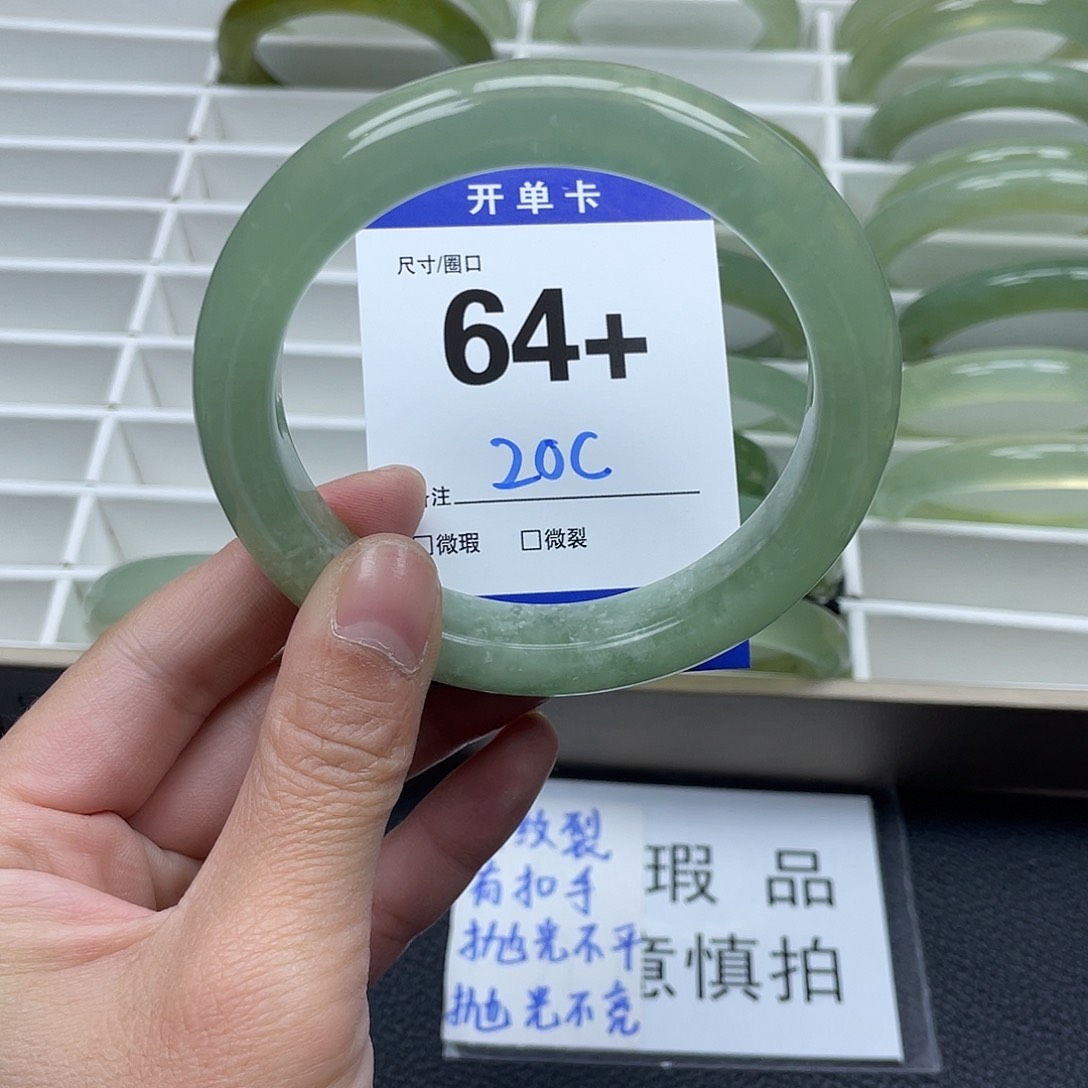 开单卡
尺寸/圈口
64+
20C
注
□微瑕 □微裂
纹裂
有扣手
抛光不平
抛光不亮
瑕品
意慎拍